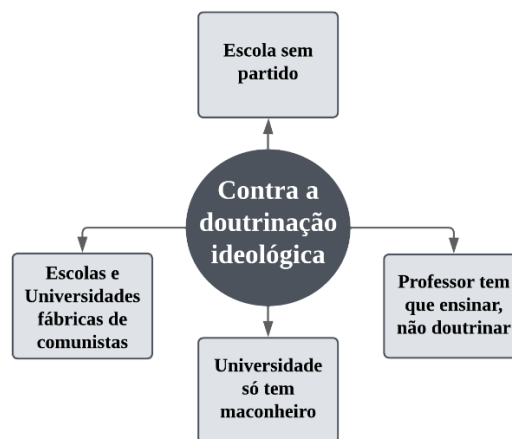 Escola sem
partido
Contra a
doutrinação
ideológica
Escolas e
Universidades
fábricas de
comunistas
Professor tem
que ensinar,
não doutrinar
Universidade
só tem
maconheiro